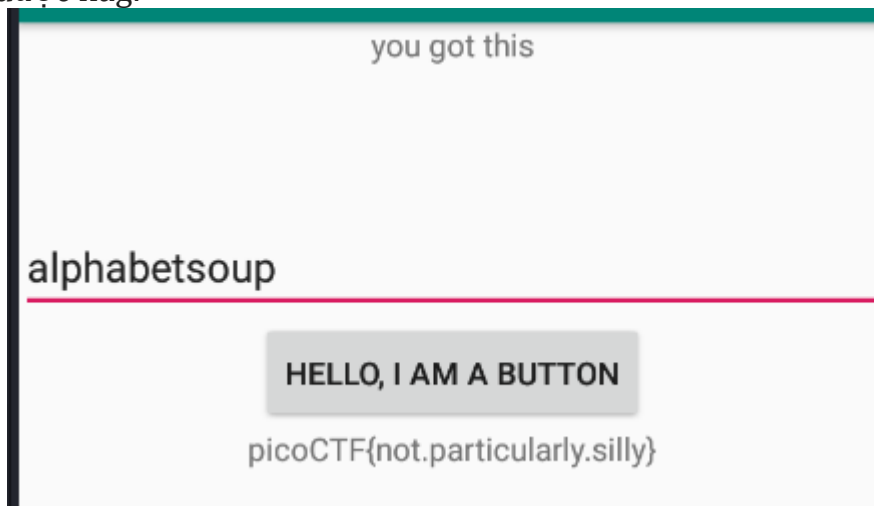 you got this
alphabetsoup
HELLO, I AM A BUTTON
picoCTF{not.particularly.silly}